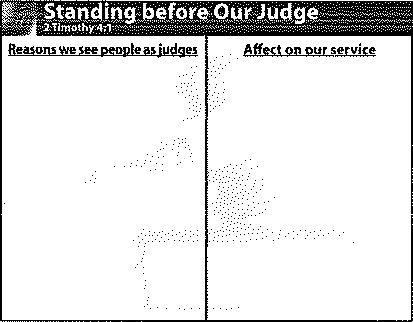 Standing before Our Judge
2 Timothy 4:1
Reasons we see people as judges
Affect on our service